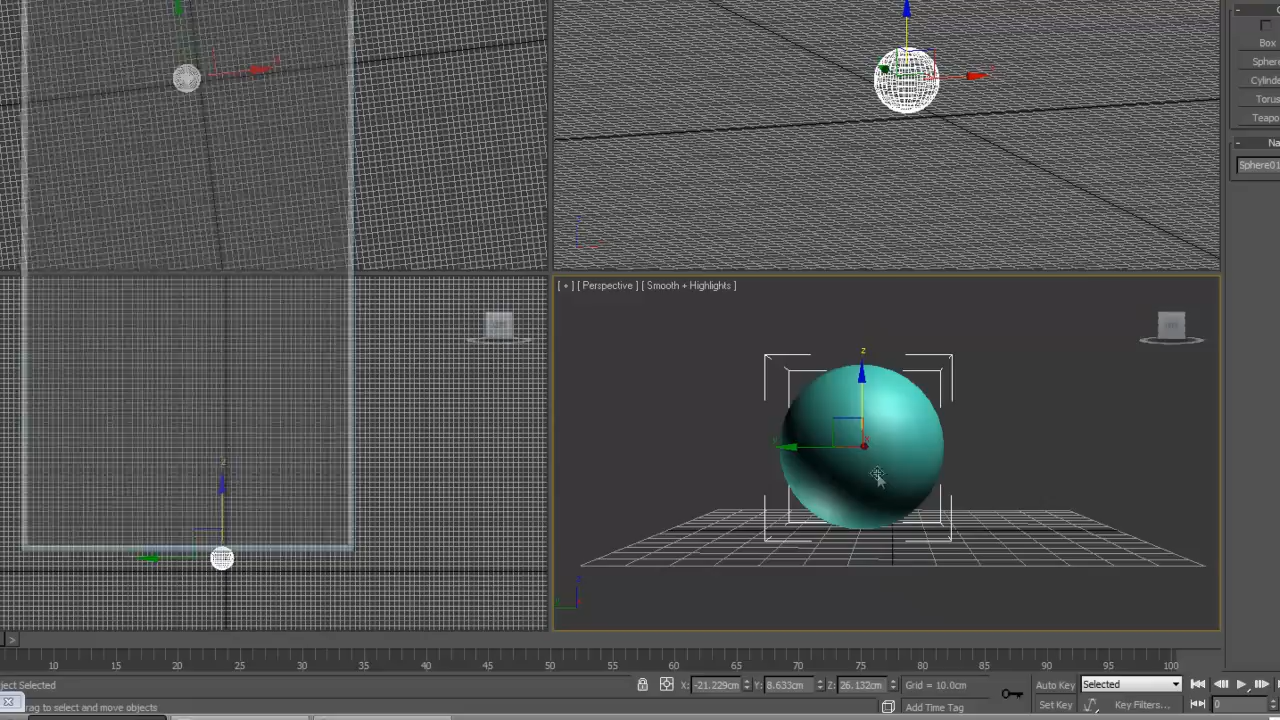 Box
Sphere
Cylinde
Torus
Teapo
Na
Sphere01
[ + ] [ Perspective ] [ Smooth + Highlights ]
z
z
10 15 20 25 30 35 40 45 50 55 60 65 70 75 80 85 90 95 100
ject Selected
X: -21.229cm Y: 8.633cm Z: 26.132cm Grid = 10.0cm
Auto Key Selected
rag to select and move objects
Add Time Tag
Set Key Key Filters... 0